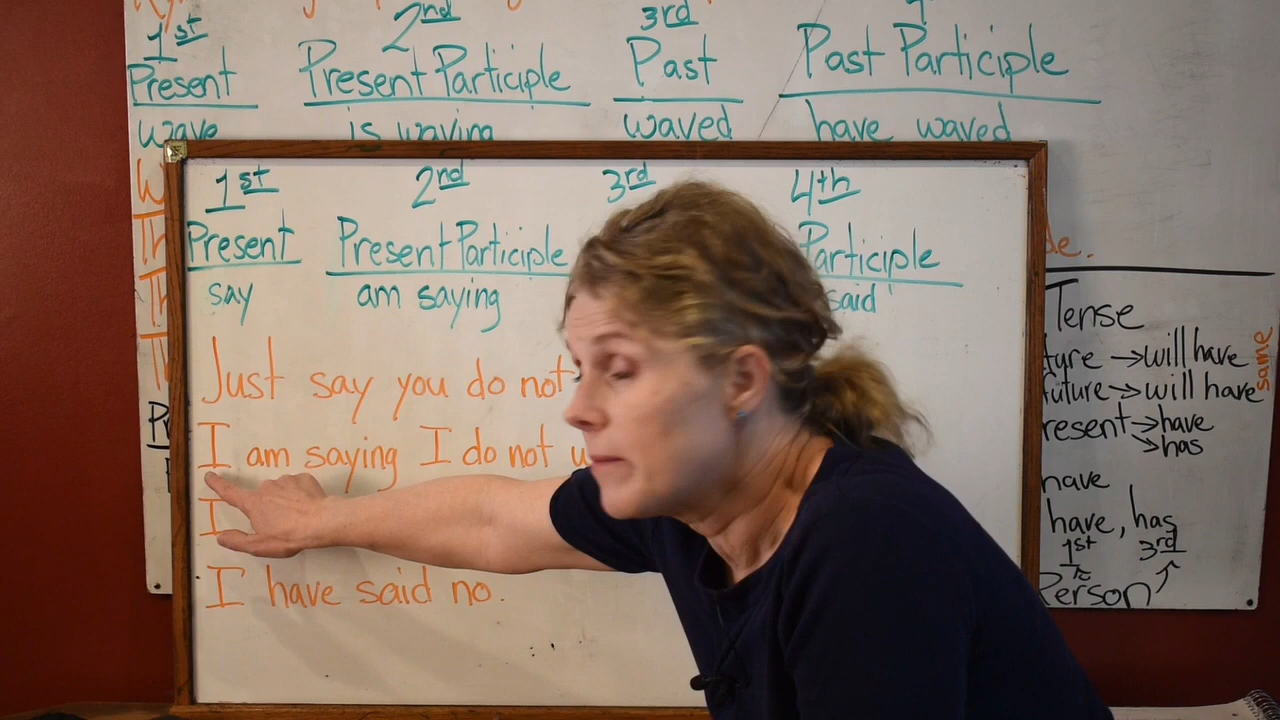 1st 2nd 3rd
Present Present Participle Past Past Participle
wave is waving waved have waved
1st 2nd 3rd 4th
Present Present Participle Participle
say am saying said
Just say you do not
I am saying I do not
I
I have said no.
de.
Tense
→will have
future→will have
same
→have
→has
have
have, has
1st 3rd
Person